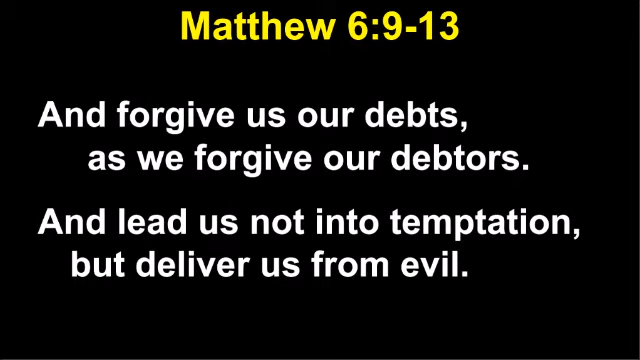 Matthew 6:9-13
And forgive us our debts,
as we forgive our debtors.
And lead us not into temptation,
but deliver us from evil.